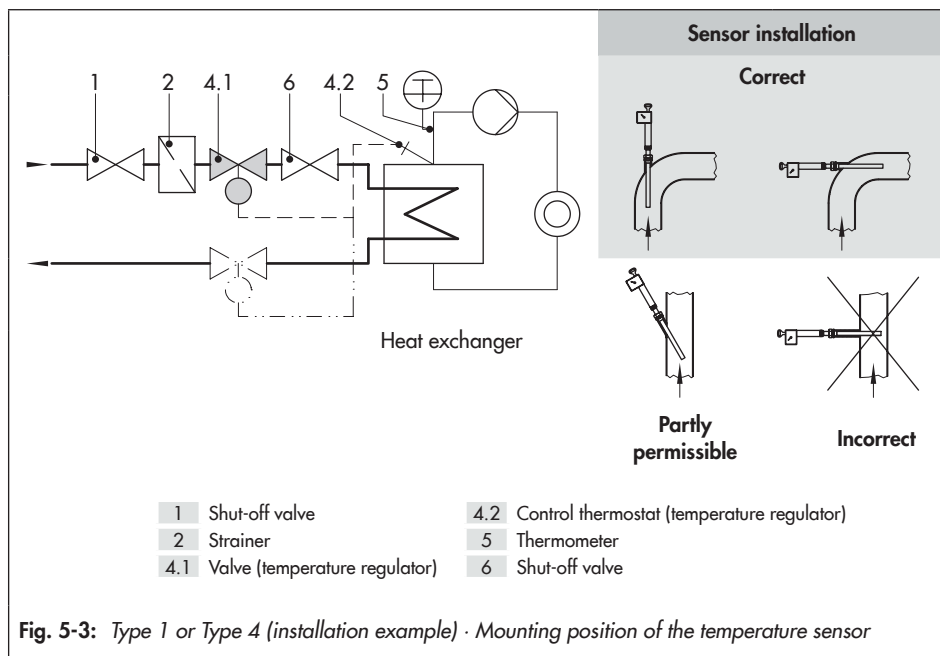 Sensor installation
Correct
1 2 4.1 6 4.2 5
Heat exchanger
Partly
permissible
Incorrect
1 Shut-off valve
2 Strainer
4.1 Valve (temperature regulator)
4.2 Control thermostat (temperature regulator)
5 Thermometer
6 Shut-off valve
Fig. 5-3: Type 1 or Type 4 (installation example) · Mounting position of the temperature sensor